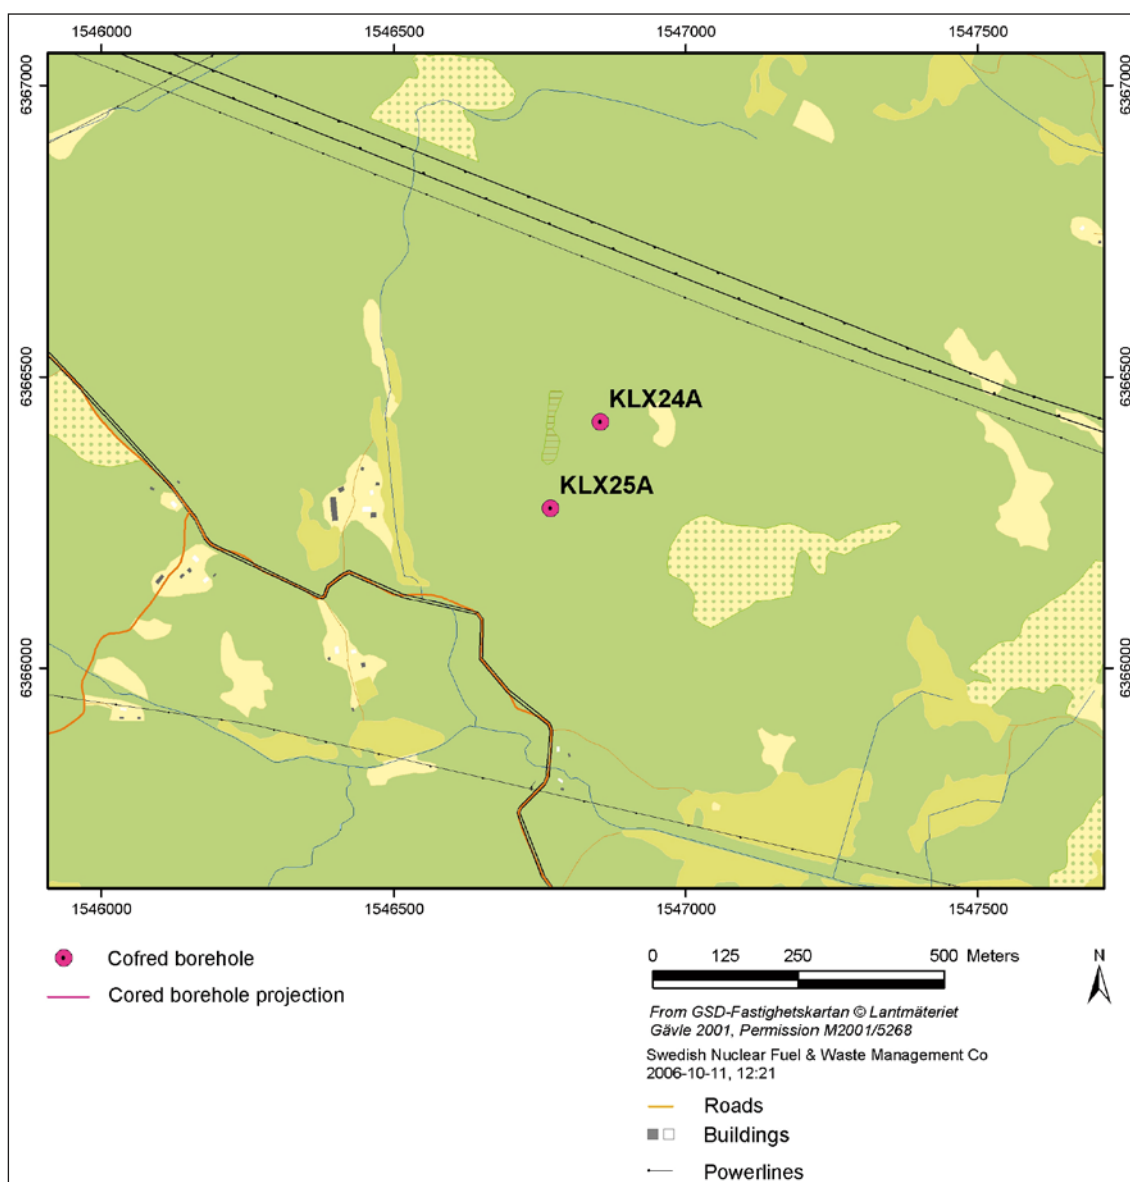 1546000 1546500 1547000 1547500
6367000 6367000
6366500 6366500
KLX24A
KLX25A
6366000 6366000
1546000 1546500 1547000 1547500
Cofred borehole
Cored borehole projection
0 125 250 500 Meters
N
From GSD-Fastighetskartan © Lantmäteriet
Gävle 2001, Permission M2001/5268
Swedish Nuclear Fuel & Waste Management Co
2006-10-11, 12:21
Roads
Buildings
Powerlines